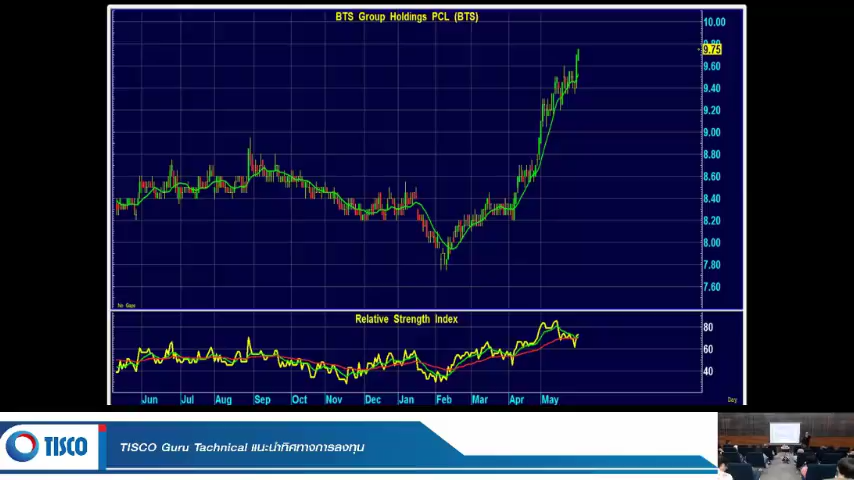 BTS Group Holdings PCL (BTS)
10.00
9.75
9.60
9.40
9.20
9.00
8.80
8.60
8.40
8.20
8.00
7.80
7.60
No Gaps
Relative Strength Index
80
60
40
Jun Jul Aug Sep Oct Nov Dec Jan Feb Mar Apr May
Day
TISCO
TISCO Guru Tachnical แนะนำทิศทางการลงทุน